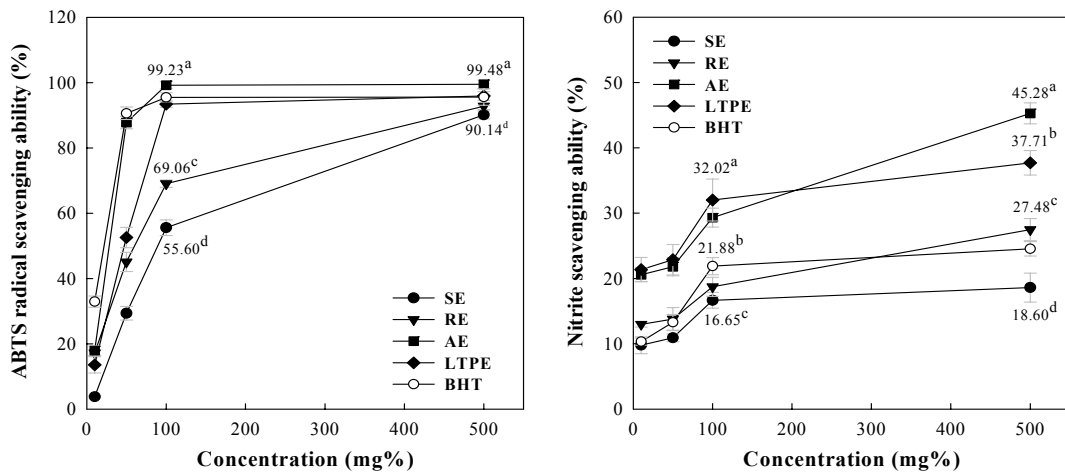 ABTS radical scavenging ability (%)
120
100
80
60
40
20
0
99.23a
99.48a
90.14d
69.06c
55.60d
SE
RE
AE
LTPE
BHT
0 100 200 300 400 500
Concentration (mg%)
Nitrite scavenging ability (%)
60
50
40
30
20
10
0
SE
RE
AE
LTPE
BHT
45.28a
37.71b
32.02a
27.48c
21.88b
16.65c
18.60d
0 100 200 300 400 500
Concentration (mg%)